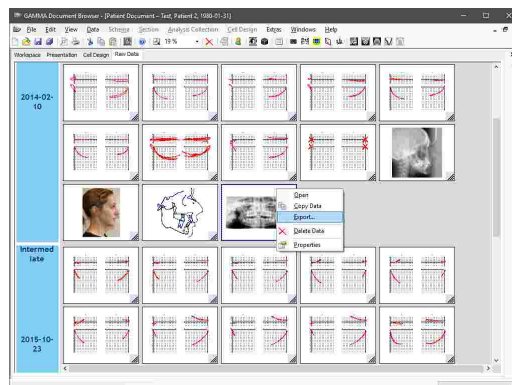 GAMMA Document Browser - [Patient Document – Test, Patient 2, 1980-01-31]
File Edit View Data Schema Section Analysis Collection Cell Design Extras Windows Help
19%
Workspace Presentation Cell Design Raw Data
2014-02-
10
Open
Copy Data
Export...
Delete Data
Properties
Intermed
iate
2015-10-
23